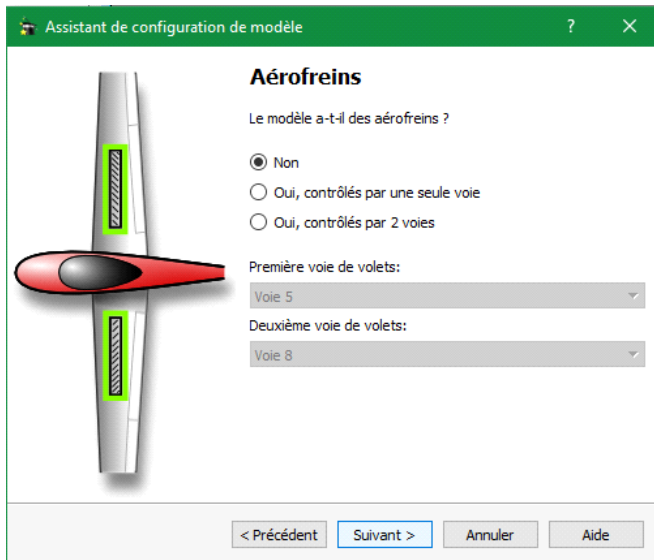 Assistant de configuration de modèle
?
Aérofreins
Le modèle a-t-il des aérofreins ?
Non
Oui, contrôlés par une seule voie
Oui, contrôlés par 2 voies
Première voie de volets:
Voie 5
Deuxième voie de volets:
Voie 8
< Précédent Suivant > Annuler Aide